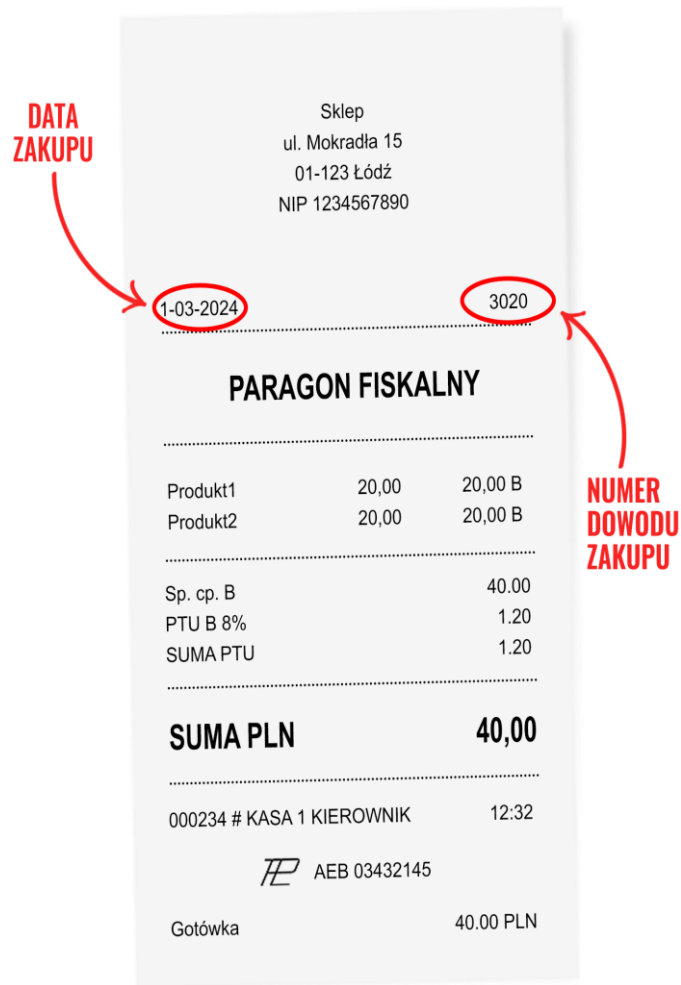 DATA
ZAKUPU
Sklep
ul. Mokradła 15
01-123 Łódź
NIP 1234567890
1-03-2024 3020
PARAGON FISKALNY
Produkt1 20,00 20,00 B
Produkt2 20,00 20,00 B
NUMER
DOWODU
ZAKUPU
Sp. cp. B 40.00
PTU B 8% 1.20
SUMA PTU 1.20
SUMA PLN 40,00
000234 # KASA 1 KIEROWNIK 12:32
AEB 03432145
Gotówka 40.00 PLN